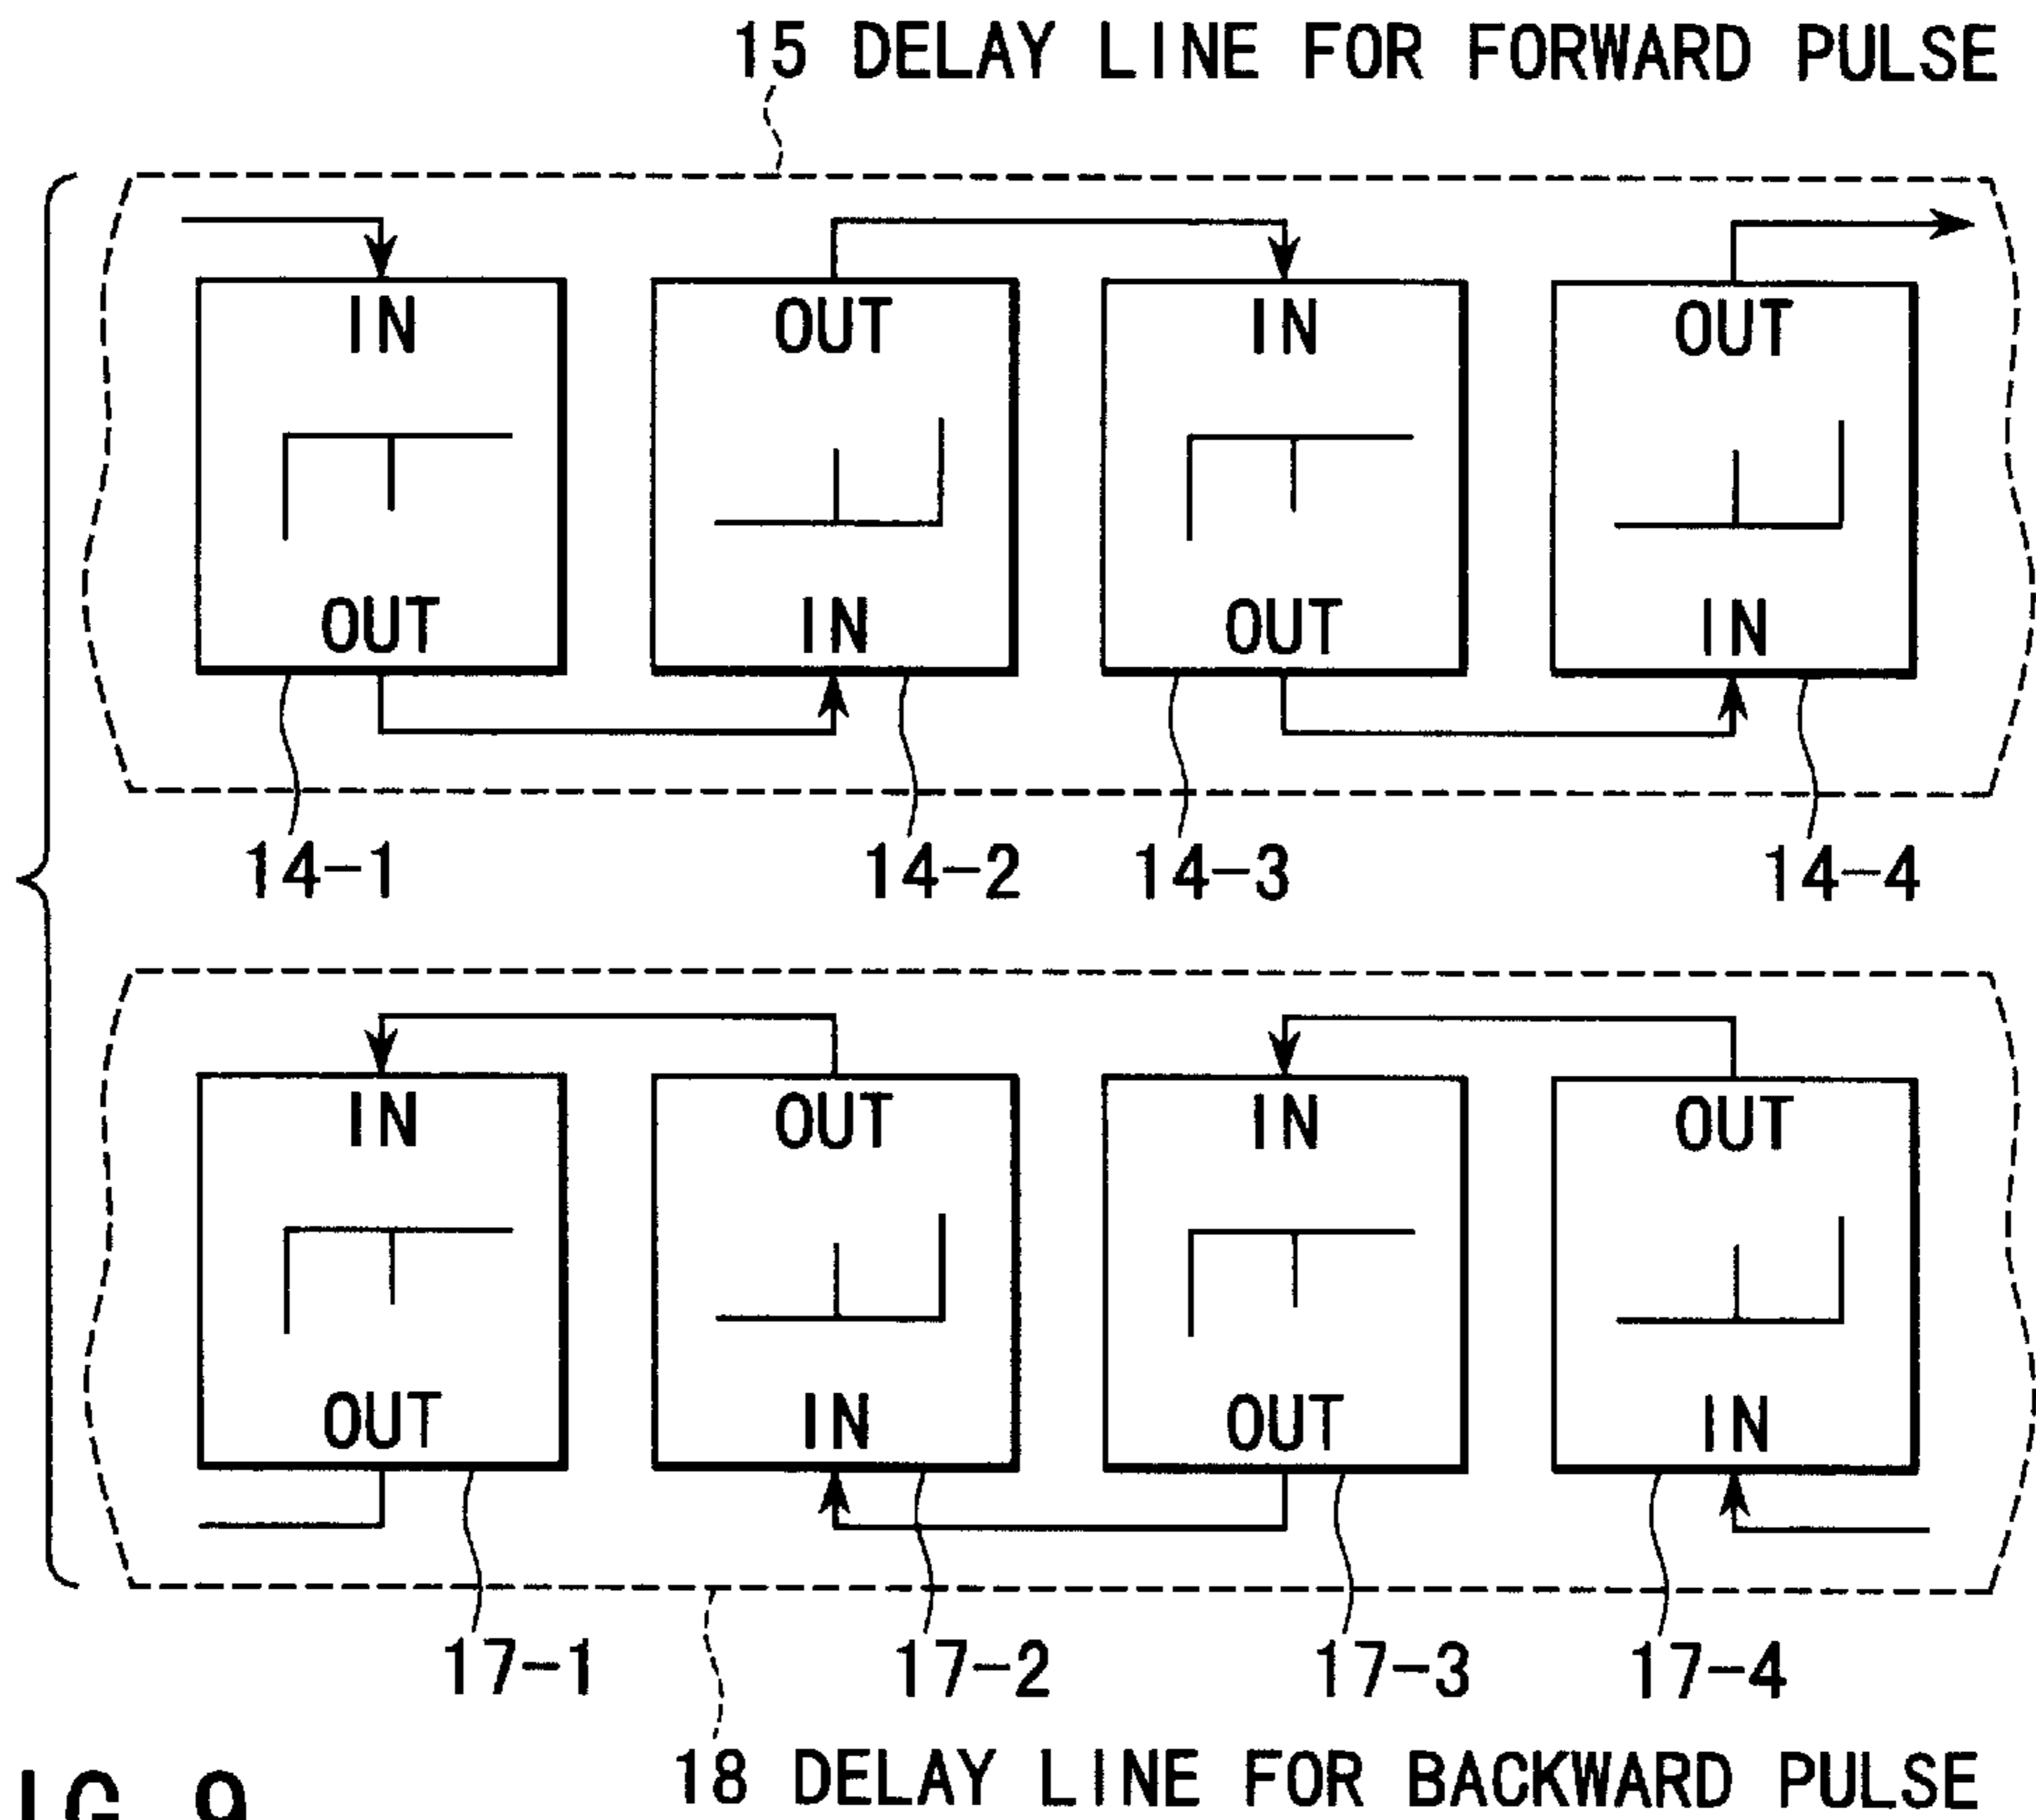 15 DELAY LINE FOR FORWARD PULSE
IN OUT IN OUT
OUT IN OUT IN
14-1 14-2 14-3 14-4
IN OUT IN OUT
OUT IN OUT IN
17-1 17-2 17-3 17-4
18 DELAY LINE FOR BACKWARD PULSE
IG. 9